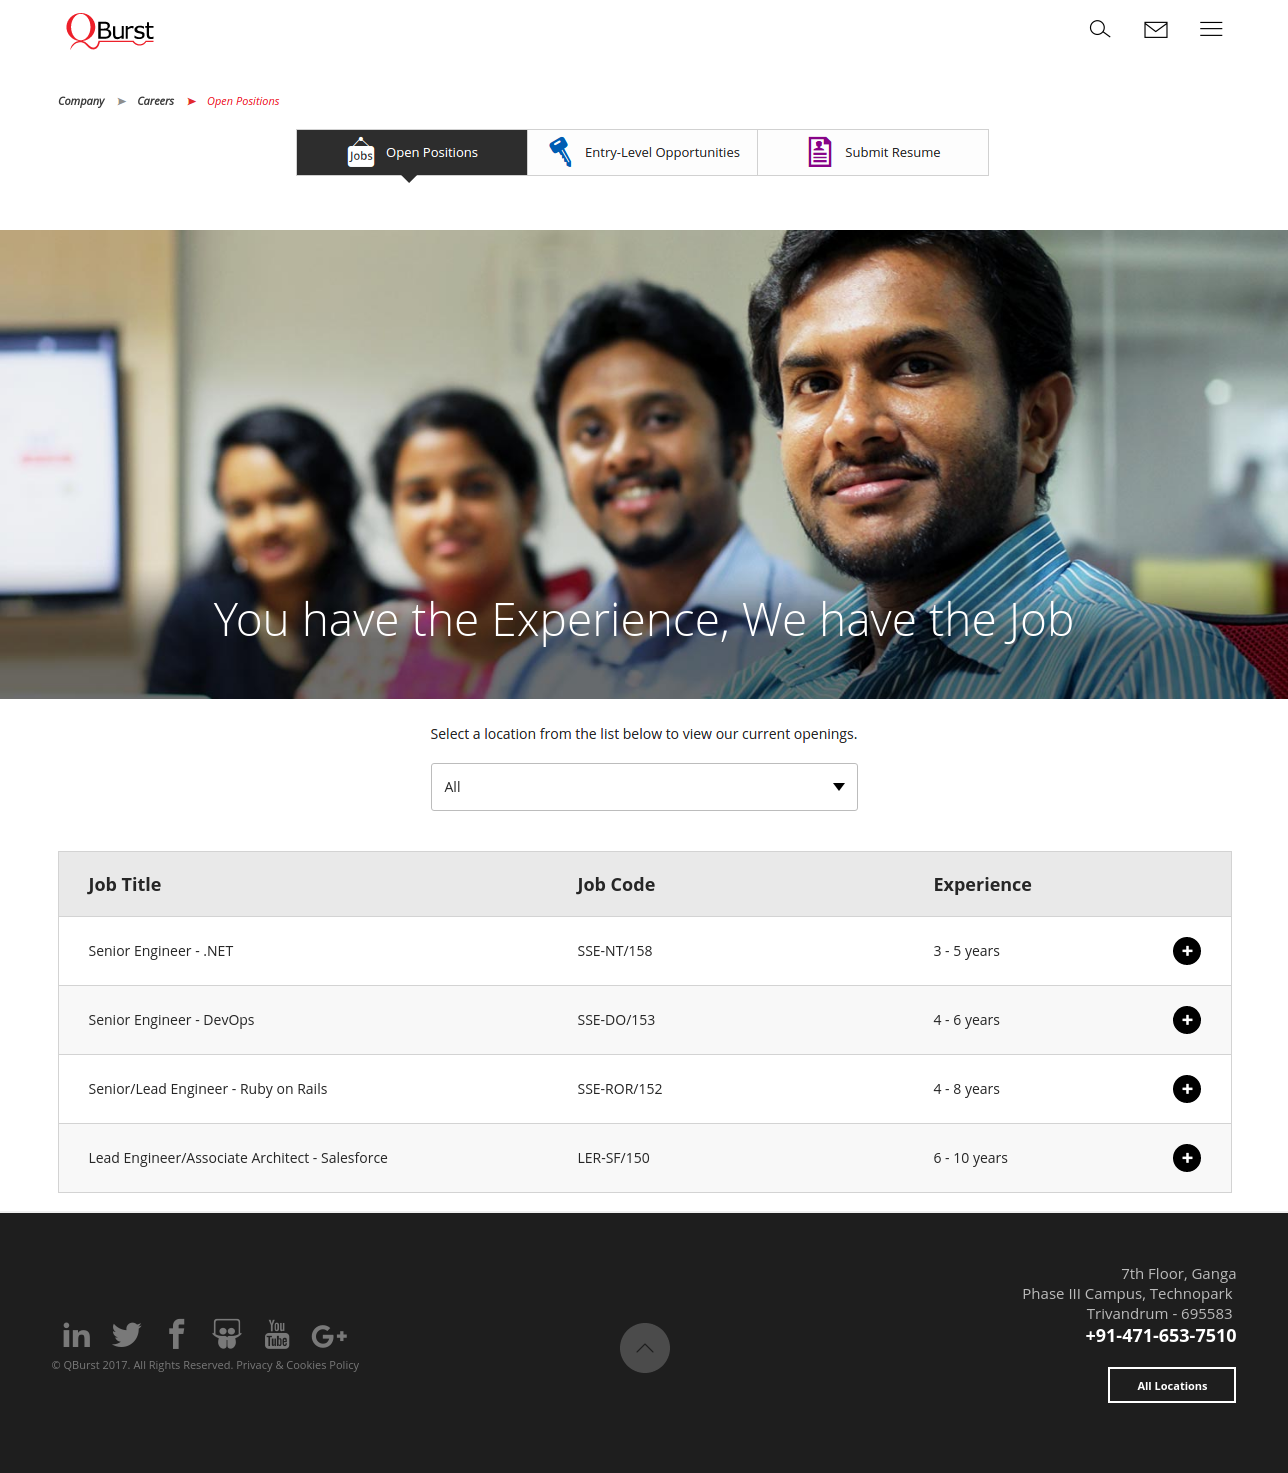 QBurst
Company ➤ Careers ➤ Open Positions
Jobs Open Positions Entry-Level Opportunities Submit Resume
You have the Experience, We have the Job
Select a location from the list below to view our current openings.
All
Job Title Job Code Experience
Senior Engineer - .NET SSE-NT/158 3 - 5 years
Senior Engineer - DevOps SSE-DO/153 4 - 6 years
Senior/Lead Engineer - Ruby on Rails SSE-ROR/152 4 - 8 years
Lead Engineer/Associate Architect - Salesforce LER-SF/150 6 - 10 years
7th Floor, Ganga
Phase III Campus, Technopark
Trivandrum - 695583
+91-471-653-7510
in f You Tube G+
© QBurst 2017. All Rights Reserved. Privacy & Cookies Policy
All Locations